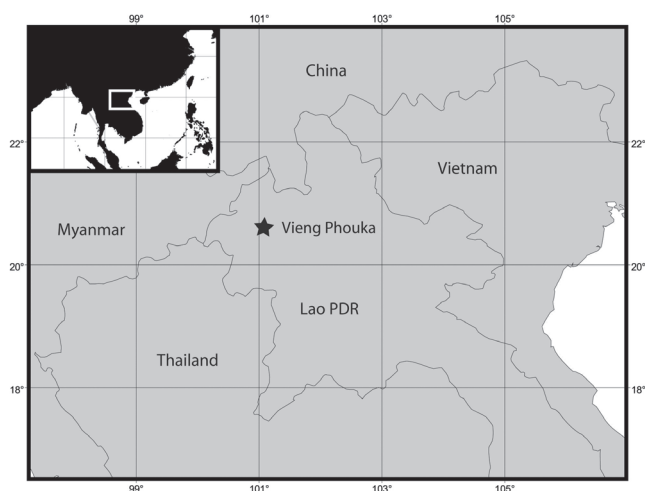 99° 101° 103° 105°
China
22° 22°
Vietnam
Myanmar
Vieng Phouka
20° 20°
Lao PDR
Thailand
18° 18°
99° 101° 103° 105°